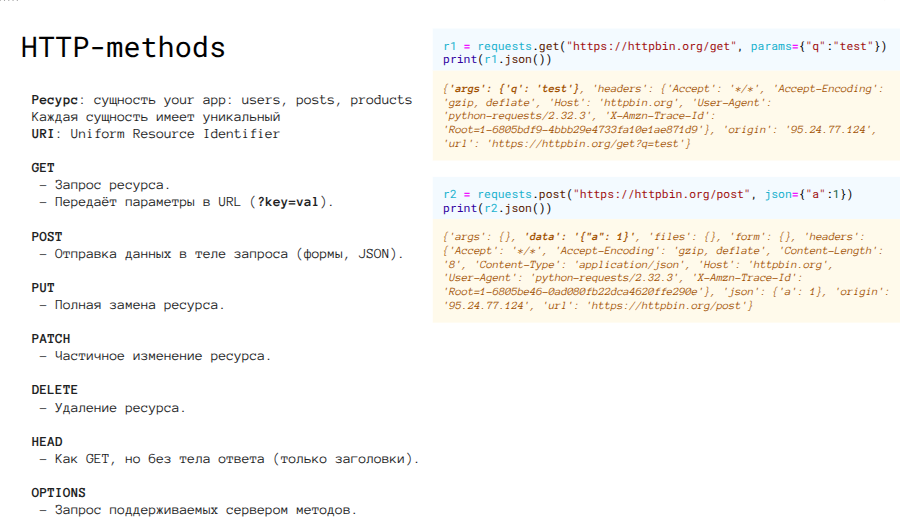 HTTP-methods
Ресурс: сущность your app: users, posts, products
Каждая сущность имеет уникальный
URI: Uniform Resource Identifier
GET
– Запрос ресурса.
– Передаёт параметры в URL (?key=val).
POST
– Отправка данных в теле запроса (формы, JSON).
PUT
– Полная замена ресурса.
PATCH
– Частичное изменение ресурса.
DELETE
– Удаление ресурса.
HEAD
– Как GET, но без тела ответа (только заголовки).
OPTIONS
– Запрос поддерживаемых сервером методов.
r1 = requests.get("https://httpbin.org/get", params={"q":"test"})
print(r1.json())
{'args': {'q': 'test'}, 'headers': {'Accept': '*/*', 'Accept-Encoding':
'gzip, deflate', 'Host': 'httpbin.org', 'User-Agent':
'python-requests/2.32.3', 'X-Amzn-Trace-Id':
'Root=1-6805bdf9-4bbb29e4733fa10e1ae871d9'}, 'origin': '95.24.77.124',
'url': 'https://httpbin.org/get?q=test'}
r2 = requests.post("https://httpbin.org/post", json={"a":1})
print(r2.json())
{'args': {}, 'data': '{"a": 1}', 'files': {}, 'form': {}, 'headers':
{'Accept': '*/*', 'Accept-Encoding': 'gzip, deflate', 'Content-Length':
'8', 'Content-Type': 'application/json', 'Host': 'httpbin.org',
'User-Agent': 'python-requests/2.32.3', 'X-Amzn-Trace-Id':
'Root=1-6805be46-0ad080fb22dca4620ffe290e'}, 'json': {'a': 1}, 'origin':
'95.24.77.124', 'url': 'https://httpbin.org/post'}